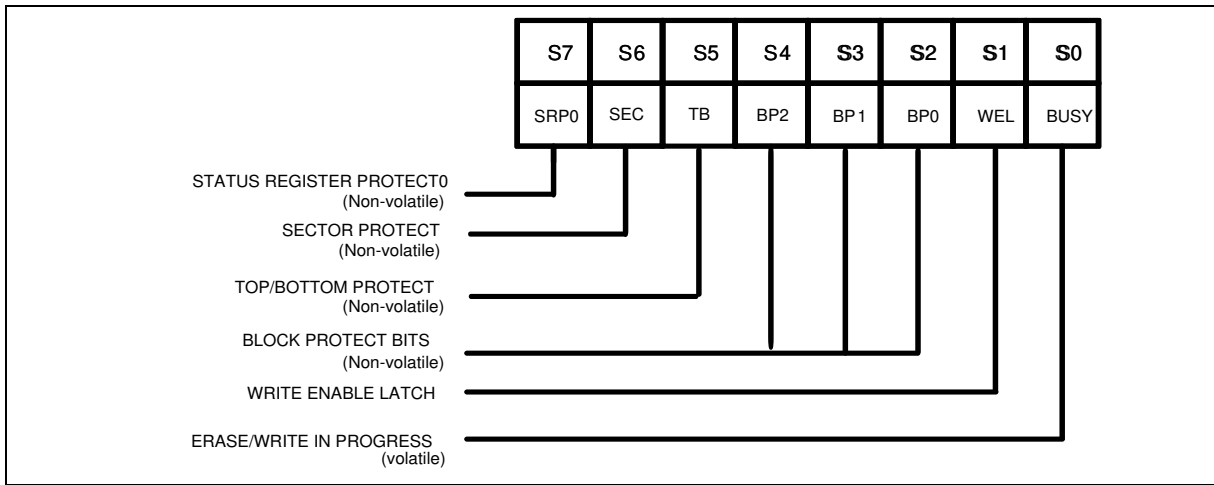 S7 S6 S5 S4 S3 S2 S1 S0
SRP0 SEC TB BP2 BP1 BP0 WEL BUSY
STATUS REGISTER PROTECT0
(Non-volatile)
SECTOR PROTECT
(Non-volatile)
TOP/BOTTOM PROTECT
(Non-volatile)
BLOCK PROTECT BITS
(Non-volatile)
WRITE ENABLE LATCH
ERASE/WRITE IN PROGRESS
(volatile)